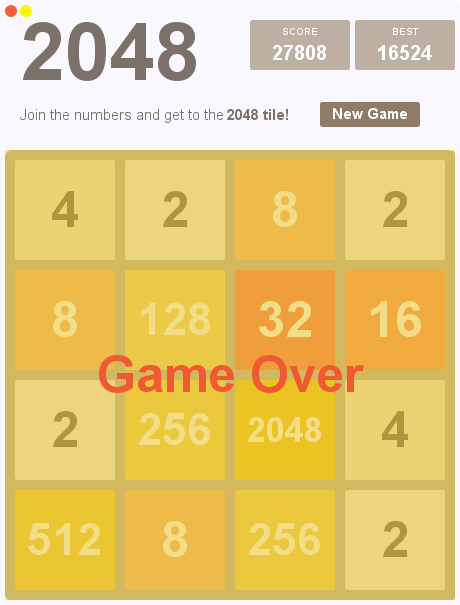 2048
SCORE
27808
BEST
16524
Join the numbers and get to the 2048 tile!
New Game
4 2 8 2
8 128 32 16
Game Over
2 256 2048 4
512 8 256 2